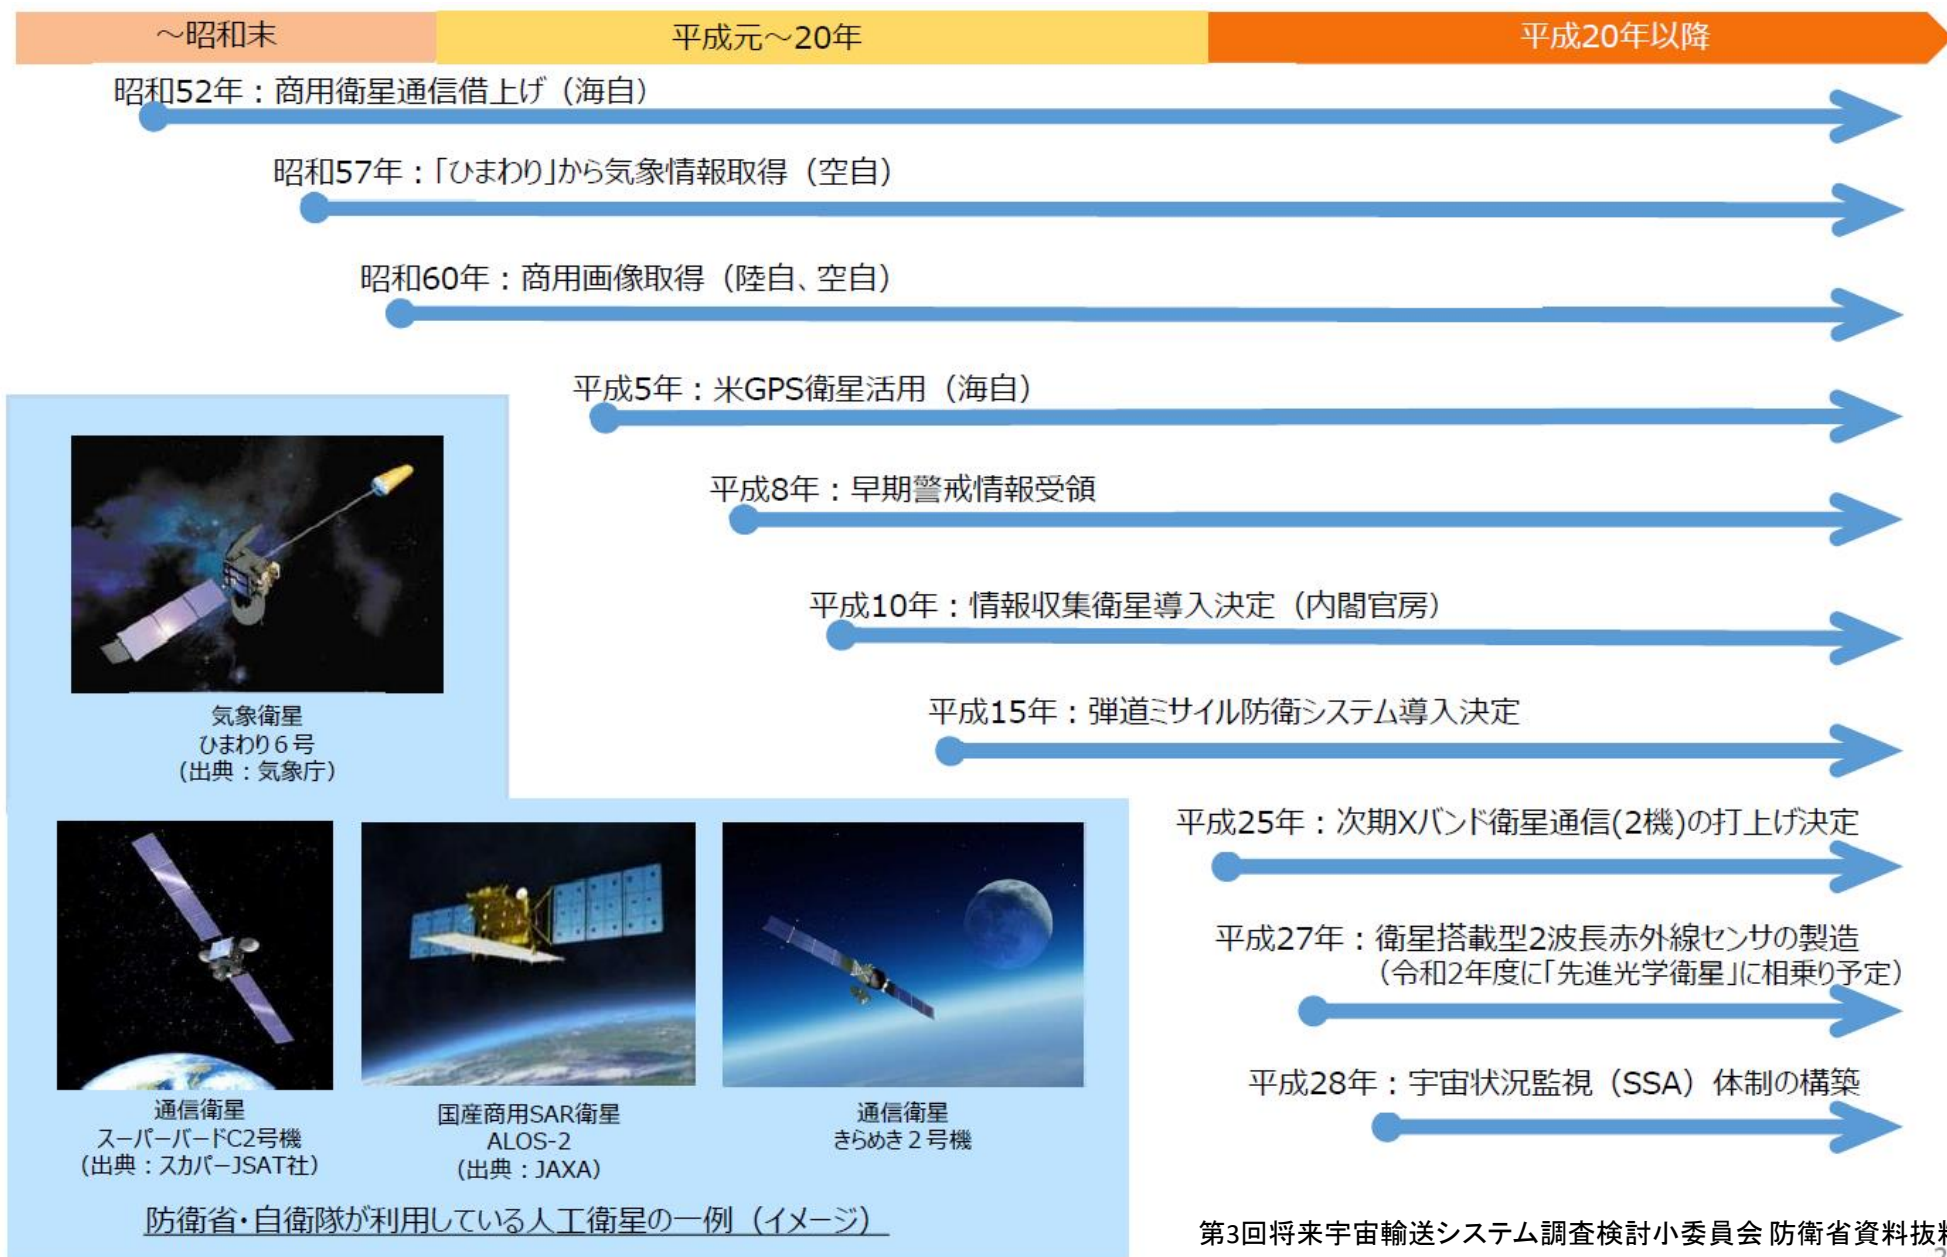 ～昭和末
平成元～20年
平成20年以降
昭和52年：商用衛星通信借上げ（海自）
昭和57年：「ひまわり」から気象情報取得（空自）
昭和60年：商用画像取得（陸自、空自）
平成5年：米GPS衛星活用（海自）
平成8年：早期警戒情報受領
平成10年：情報収集衛星導入決定（内閣官房）
平成15年：弾道ミサイル防衛システム導入決定
平成25年：次期Xバンド衛星通信(2機)の打上げ決定
平成27年：衛星搭載型2波長赤外線センサの製造
（令和2年度に「先進光学衛星」に相乗り予定）
平成28年：宇宙状況監視（SSA）体制の構築
気象衛星
ひまわり６号
（出典：気象庁）
通信衛星
スーパーバードC2号機
（出典：スカパーJSAT社）
国産商用SAR衛星
ALOS-2
（出典：JAXA）
通信衛星
きらめき２号機
防衛省・自衛隊が利用している人工衛星の一例（イメージ）
第3回将来宇宙輸送システム調査検討小委員会 防衛省資料抜粋